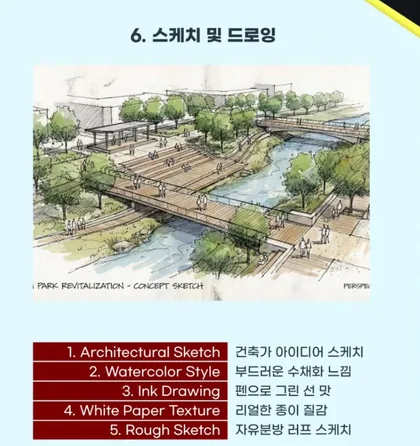 6. 스케치 및 드로잉
PARK REVITALIZATION - CONCEPT SKETCH
1. Architectural Sketch 건축가 아이디어 스케치
2. Watercolor Style 부드러운 수채화 느낌
3. Ink Drawing 펜으로 그린 선 맛
4. White Paper Texture 리얼한 종이 질감
5. Rough Sketch 자유분방 러프 스케치